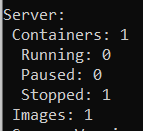 Server:
Containers: 1
Running: 0
Paused: 0
Stopped: 1
Images: 1